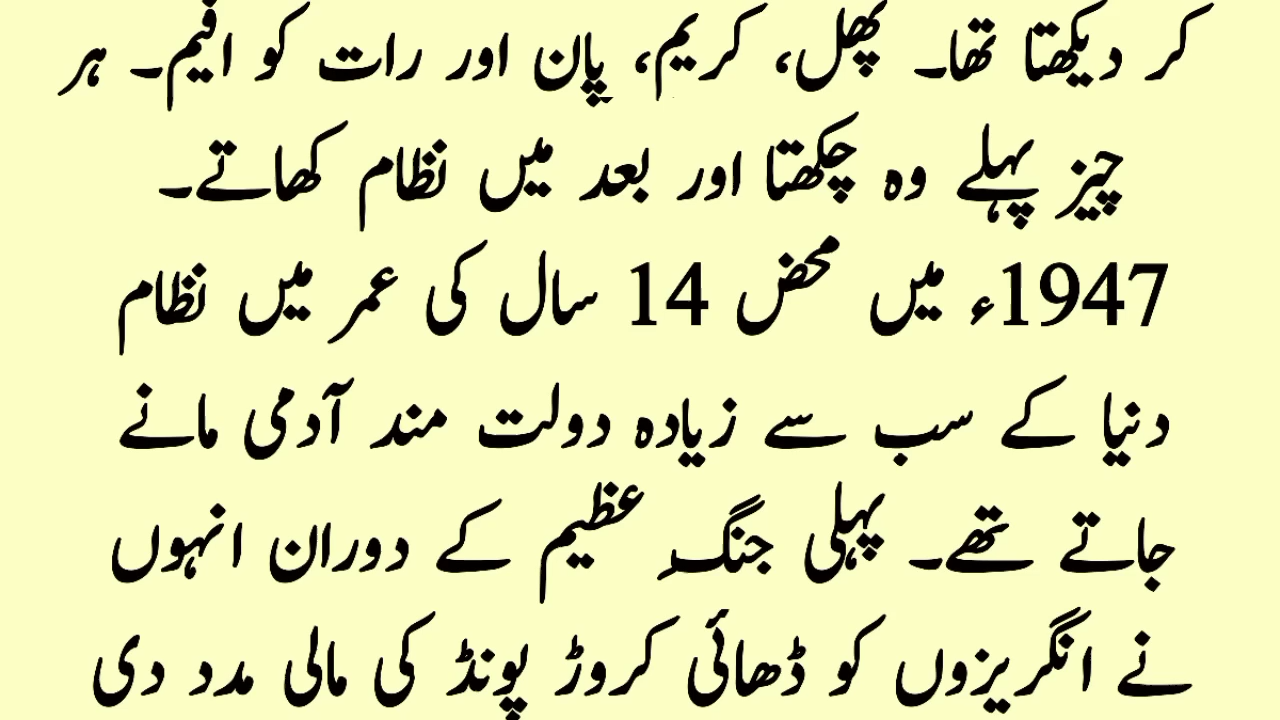 کر دیکھتا تھا۔ پھل، کریم، پان اور رات کو افیم۔ ہر
چیز پہلے وہ چکھتا اور بعد میں نظام کھاتے۔
1947ء میں محض 14 سال کی عمر میں نظام
دنیا کے سب سے زیادہ دولت مند آدمی مانے
جاتے تھے۔ پہلی جنگِ عظیم کے دوران انہوں
نے انگریزوں کو ڈھائی کروڑ پونڈ کی مالی مدد دی